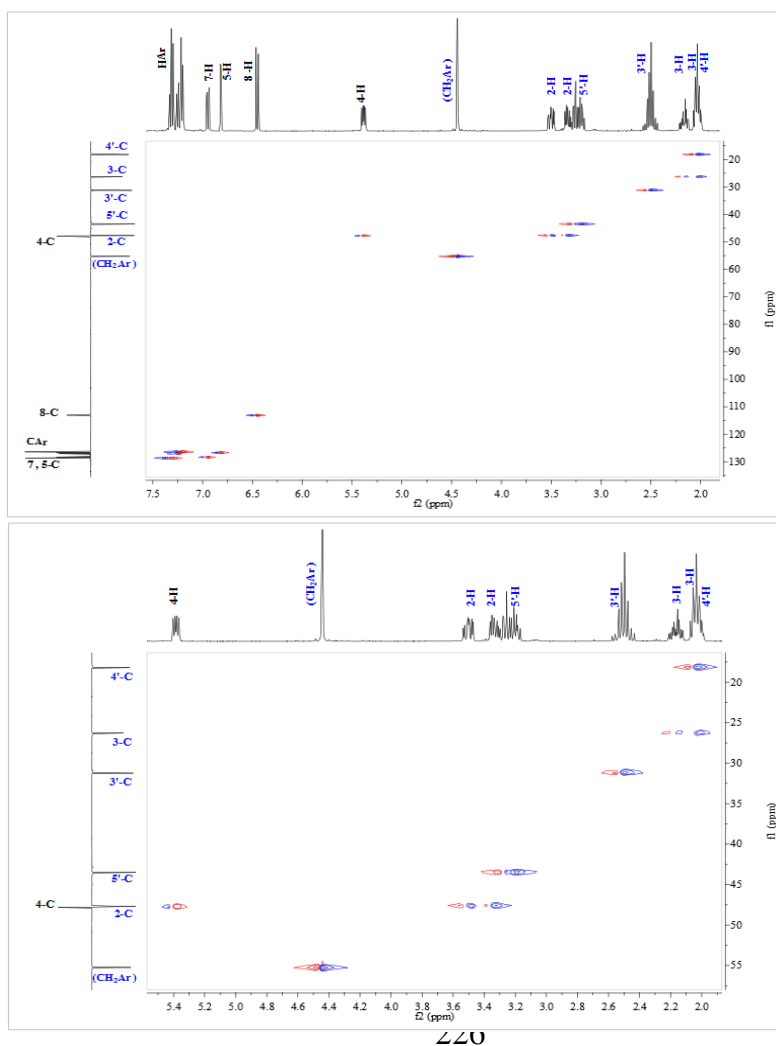 HAr
7-H
5-H
8-H
4-H
(CH₂Ar)
2-H
2-H
5'-H
3'-H
3-H
3-H
4'-H
4'-C
3-C
3'-C
5'-C
4-C
2-C
(CH₂Ar)
8-C
CAr
7, 5-C
20
30
40
50
60
70
80
90
100
110
120
130
f1 (ppm)
7.5 7.0 6.5 6.0 5.5 5.0 4.5 4.0 3.5 3.0 2.5 2.0
f2 (ppm)
4-H
(CH₂Ar)
2-H
2-H
5'-H
3'-H
3-H
3-H
4'-H
4'-C
3-C
3'-C
5'-C
4-C
2-C
(CH₂Ar)
20
25
30
35
40
45
50
55
f1 (ppm)
5.4 5.2 5.0 4.8 4.6 4.4 4.2 4.0 3.8 3.6 3.4 3.2 3.0 2.8 2.6 2.4 2.2 2.0
f2 (ppm)
226